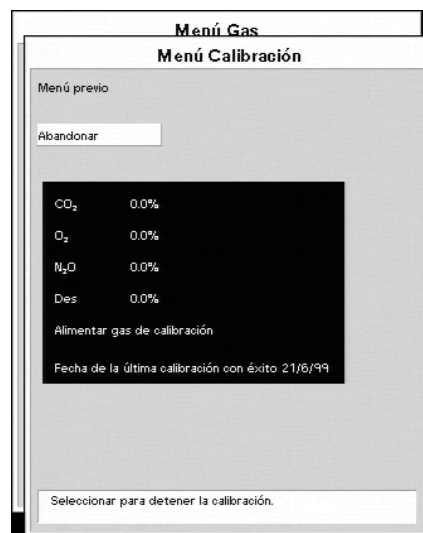 Menú Gas
Menú Calibración
Menú previo
Abandonar
CO₂ 0.0%
O₂ 0.0%
N₂O 0.0%
Des 0.0%
Alimentar gas de calibración
Fecha de la última calibración con éxito 21/6/99
Seleccionar para detener la calibración.